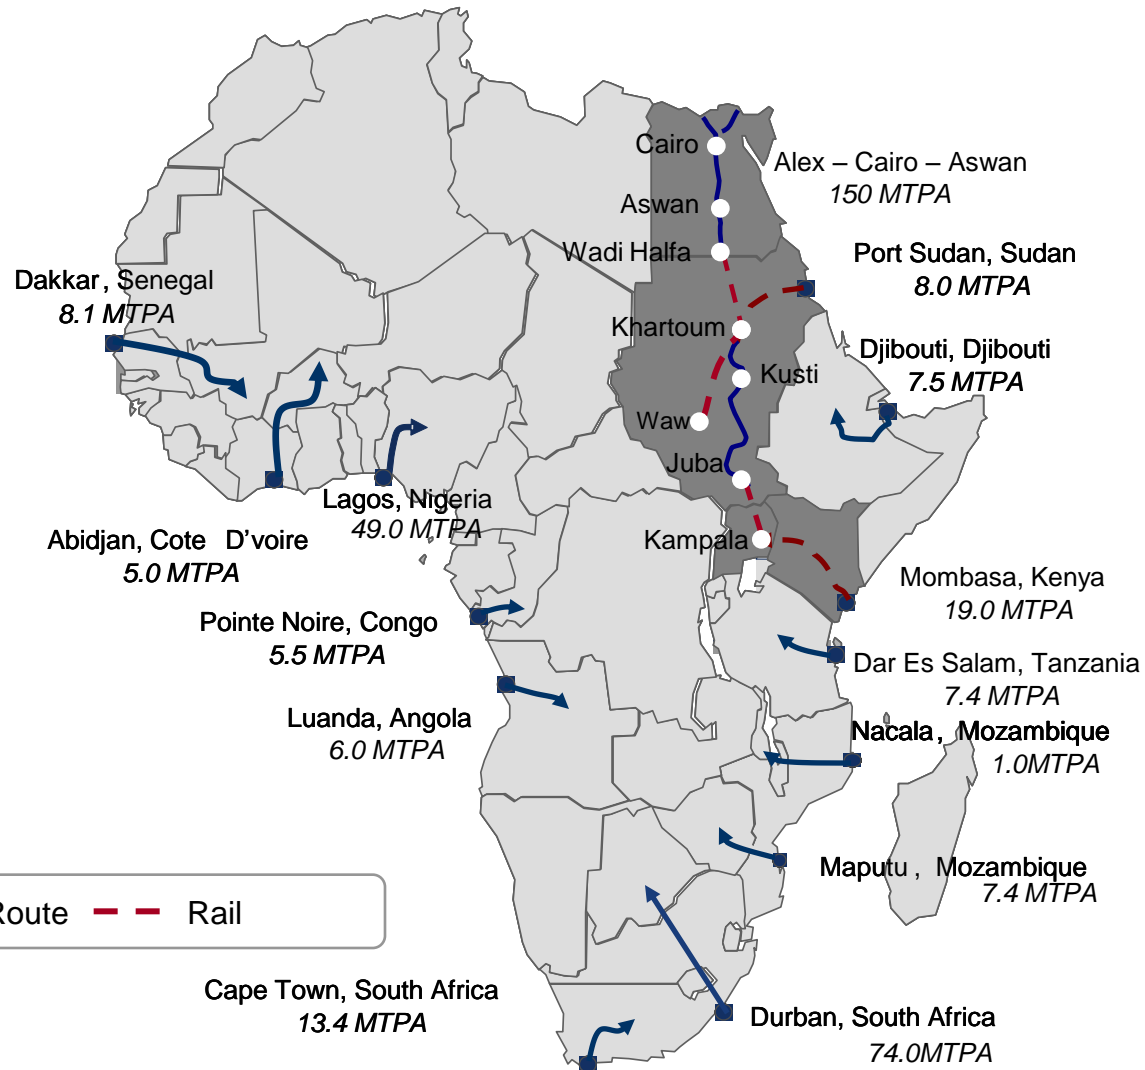 Cairo
Alex – Cairo – Aswan
150 MTPA
Aswan
Wadi Halfa
Port Sudan, Sudan
8.0 MTPA
Dakkar, Senegal
8.1 MTPA
Khartoum
Djibouti, Djibouti
7.5 MTPA
Kusti
Waw
Juba
Lagos, Nigeria
49.0 MTPA
Abidjan, Cote D'voire
5.0 MTPA
Kampala
Mombasa, Kenya
19.0 MTPA
Pointe Noire, Congo
5.5 MTPA
Dar Es Salam, Tanzania
7.4 MTPA
Luanda, Angola
6.0 MTPA
Nacala, Mozambique
1.0MTPA
Maputu, Mozambique
7.4 MTPA
Route Rail
Cape Town, South Africa
13.4 MTPA
Durban, South Africa
74.0MTPA